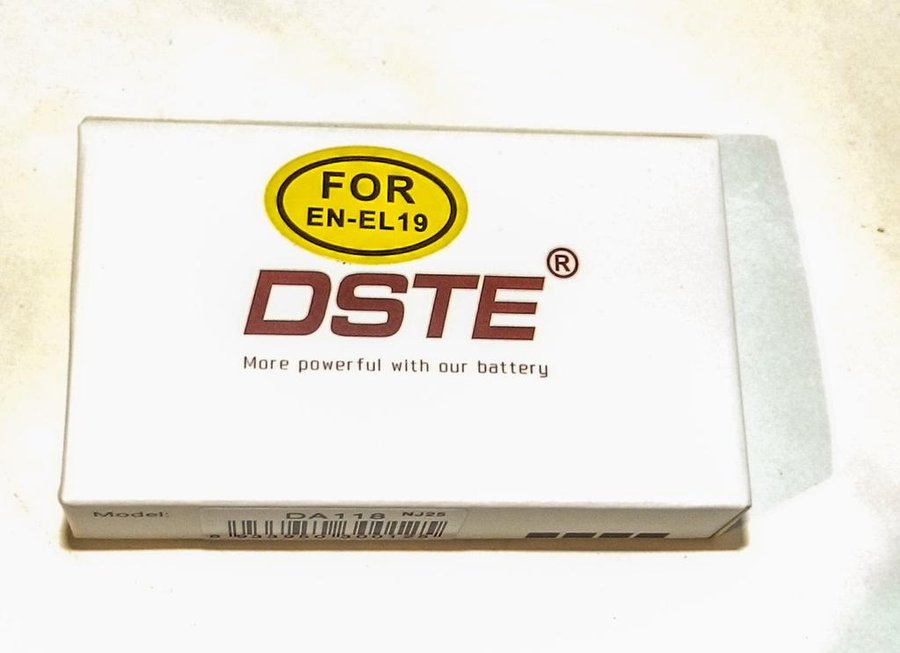 FOR
EN-EL19
DSTE®
More powerful with our battery
Model:
DA118 NJ25